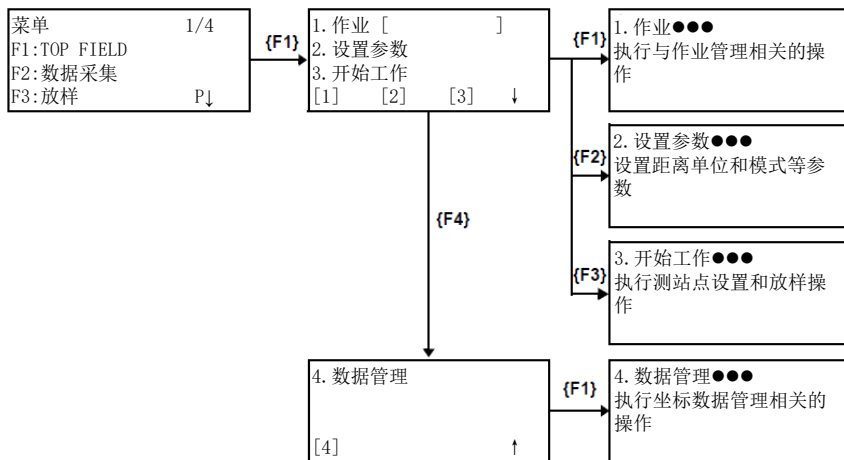 菜单 1/4
F1:TOP FIELD
F2:数据采集
F3:放样 P↓
{F1}
1.作业 [ ]
2.设置参数
3.开始工作
[1] [2] [3] ↓
{F1}
1.作业●●●
执行与作业管理相关的操
作
{F2}
2.设置参数●●●
设置距离单位和模式等参
数
{F3}
3.开始工作●●●
执行测站点设置和放样操
作
{F4}
4.数据管理
[4] ↑
{F1}
4.数据管理●●●
执行坐标数据管理相关的
操作